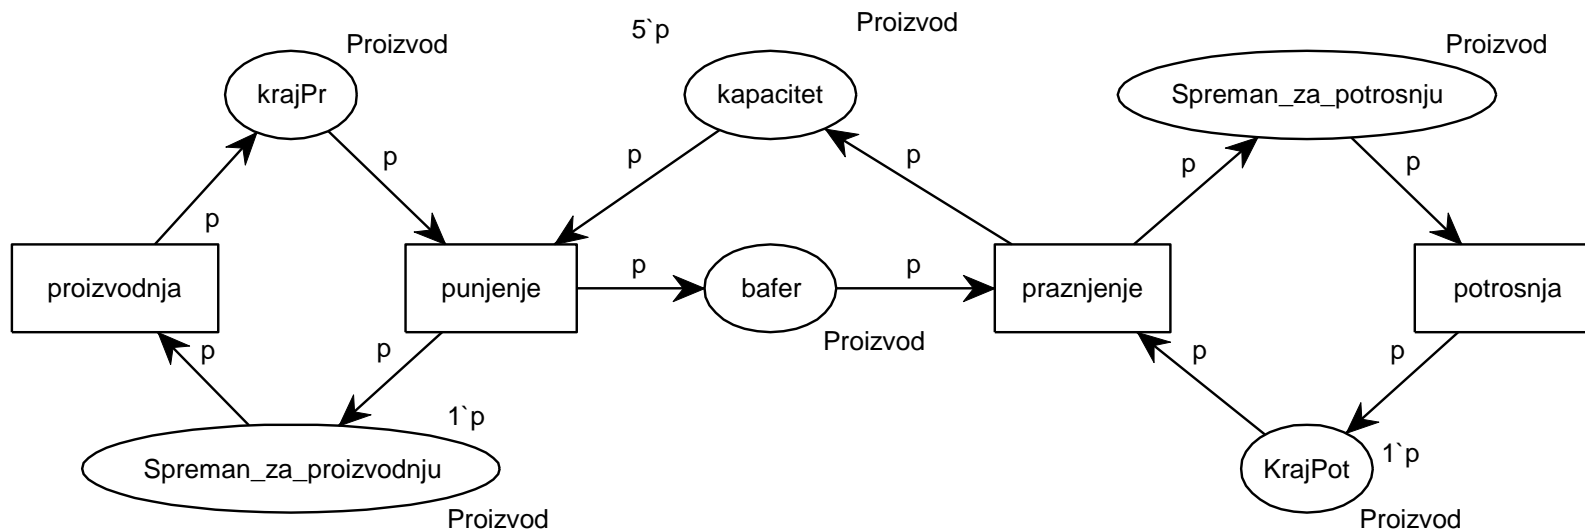 5`p
Proizvod
Proizvod
Proizvod
krajPr
kapacitet
Spreman_za_potrosnju
p
p
p
p
p
p
p
p
proizvodnja
punjenje
bafer
praznjenje
potrosnja
p
p
Proizvod
p
p
p
1`p
1`p
Spreman_za_proizvodnju
KrajPot
Proizvod
Proizvod